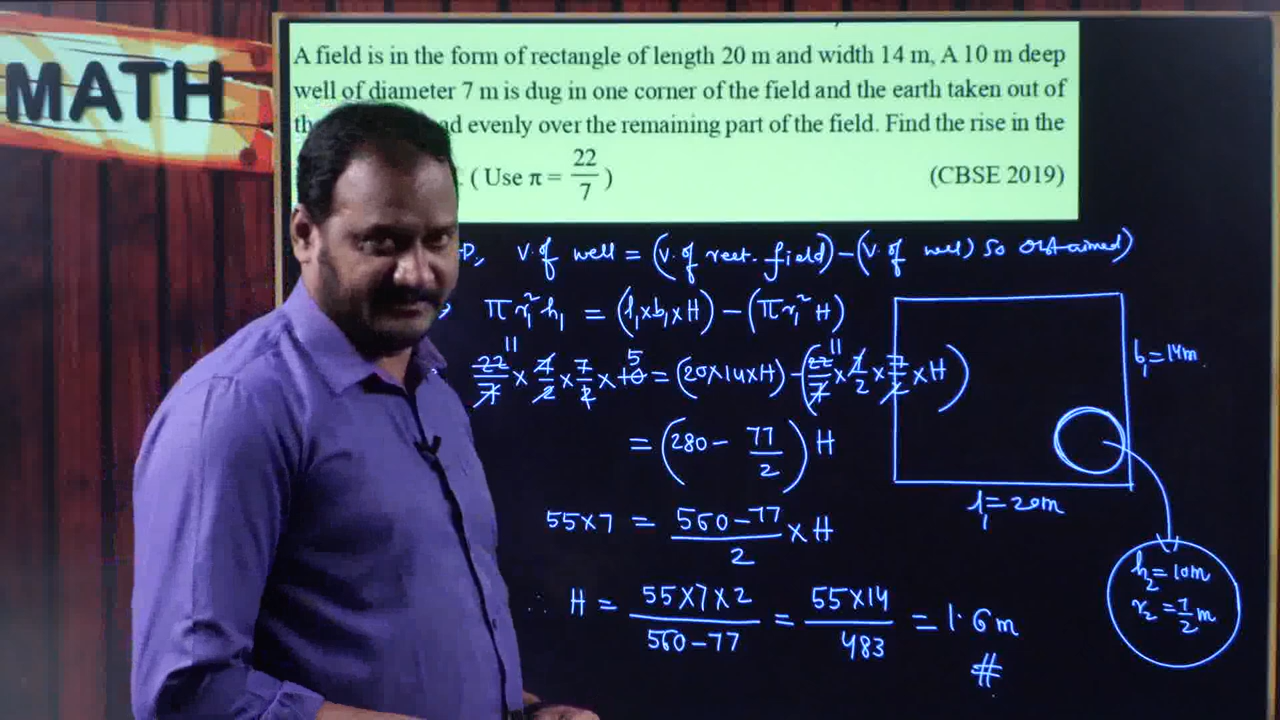 MATH
A field is in the form of rectangle of length 20 m and width 14 m, A 10 m deep
well of diameter 7 m is dug in one corner of the field and the earth taken out of
evenly over the remaining part of the field. Find the rise in the
( Use π = 22/7 ) (CBSE 2019)
V. of well = (V. of rect. field) - (V. of well) so obtained)
πr₁²h₁ = (l₁×b₁×H) - (πr₁²H)
22/7 × 7/2 × 7/2 × 10 = (20×14×H) - (22/7 × 7/2 × 7/2 × H)
11 5 11
= (280 - 77/2) H
55×7 = 560-77/2 × H
∴ H = 55×7×2/560-77 = 55×14/483 = 1.6 m
#
b₁=14m
l₁=20m
h₂=10m
r₂=7/2 m